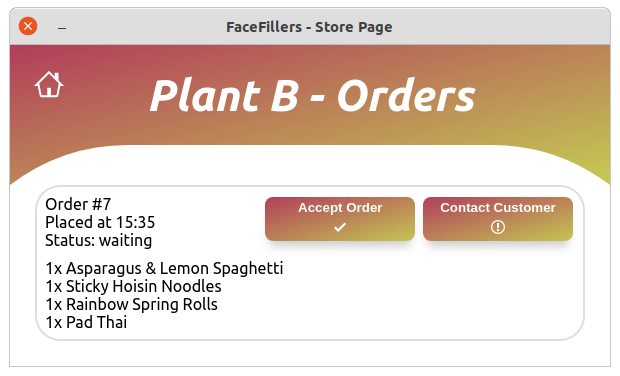 FaceFillers - Store Page
Plant B - Orders
Order #7
Placed at 15:35
Status: waiting
Accept Order
Contact Customer
1x Asparagus & Lemon Spaghetti
1x Sticky Hoisin Noodles
1x Rainbow Spring Rolls
1x Pad Thai